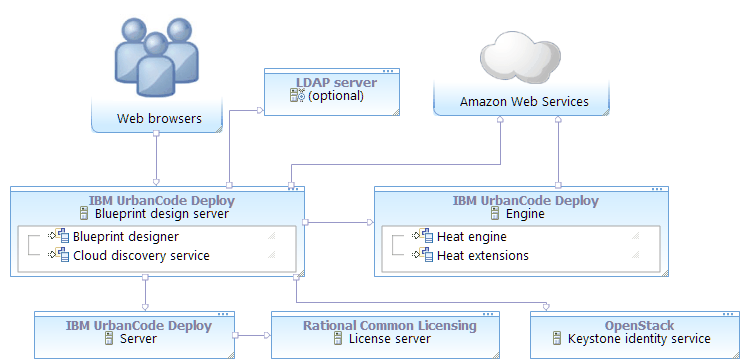 LDAP server
(optional)
Web browsers
Amazon Web Services
IBM UrbanCode Deploy
Blueprint design server
Blueprint designer
Cloud discovery service
IBM UrbanCode Deploy
Engine
Heat engine
Heat extensions
IBM UrbanCode Deploy
Server
Rational Common Licensing
License server
OpenStack
Keystone identity service